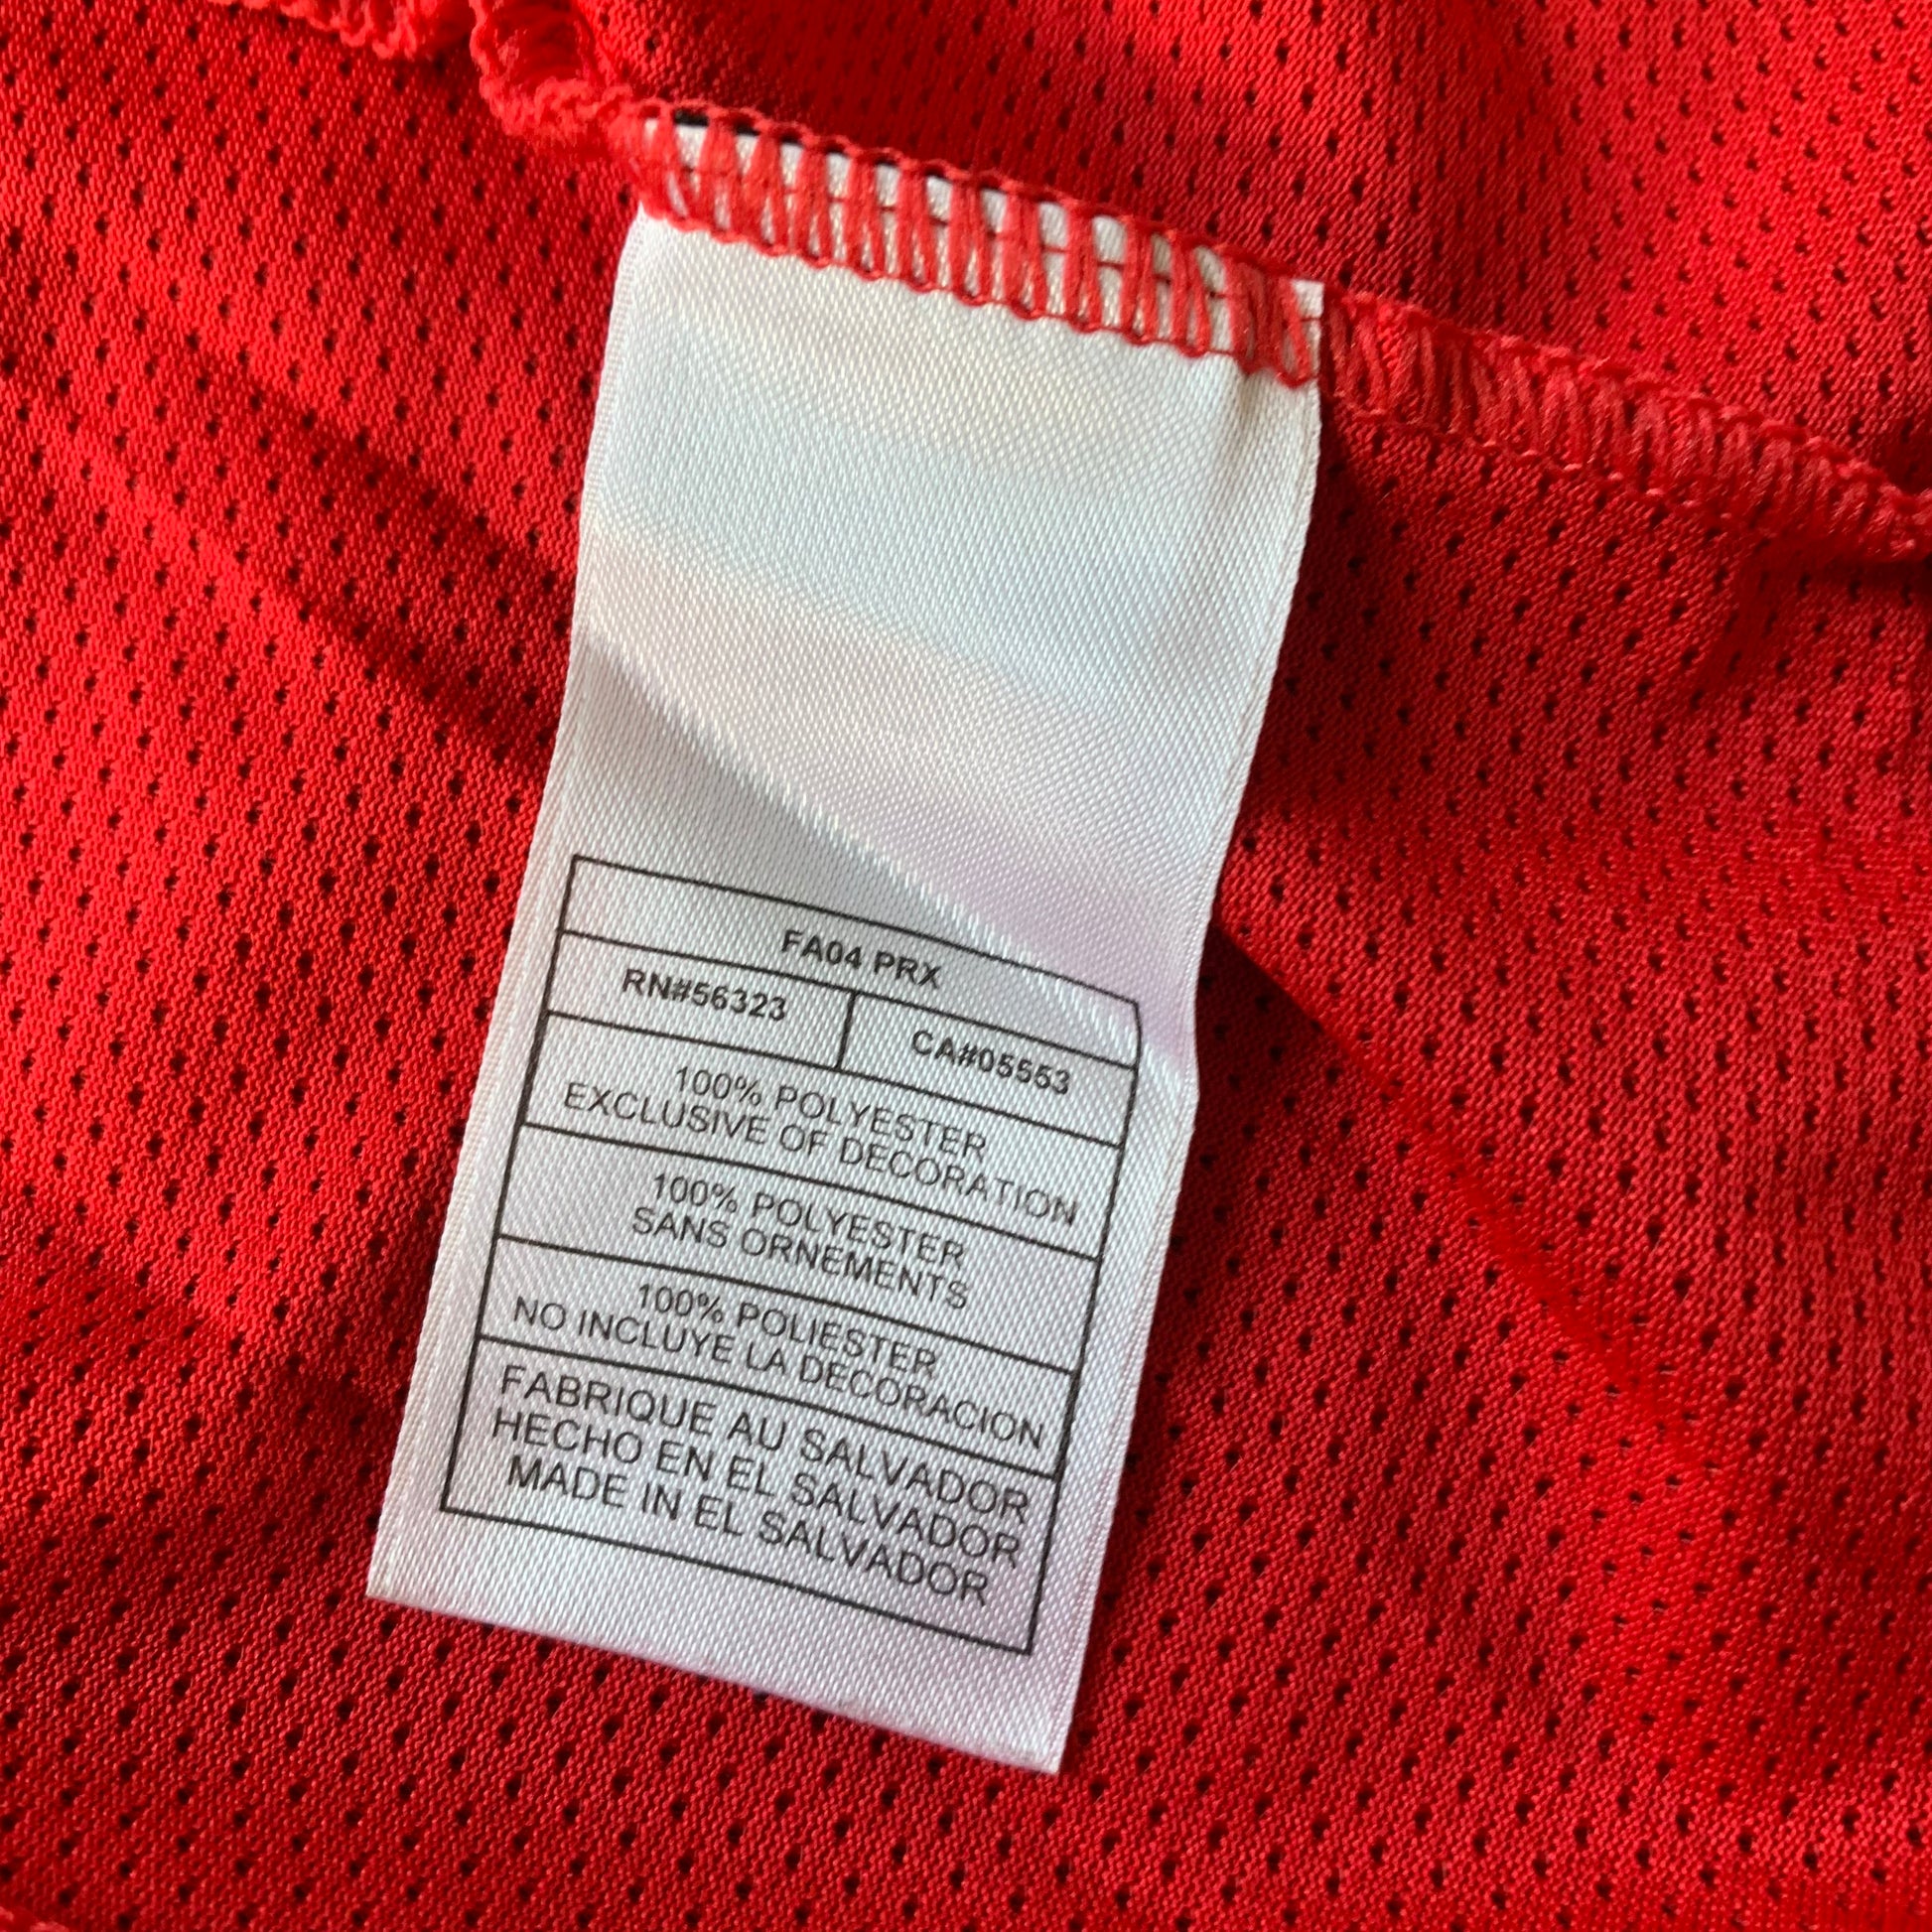 FA04 PRX
RN#56323 CA#05553
100% POLYESTER
EXCLUSIVE OF DECORATION
100% POLYESTER
SANS ORNEMENTS
100% POLIESTER
NO INCLUYE LA DECORACION
FABRIQUE AU SALVADOR
HECHO EN EL SALVADOR
MADE IN EL SALVADOR